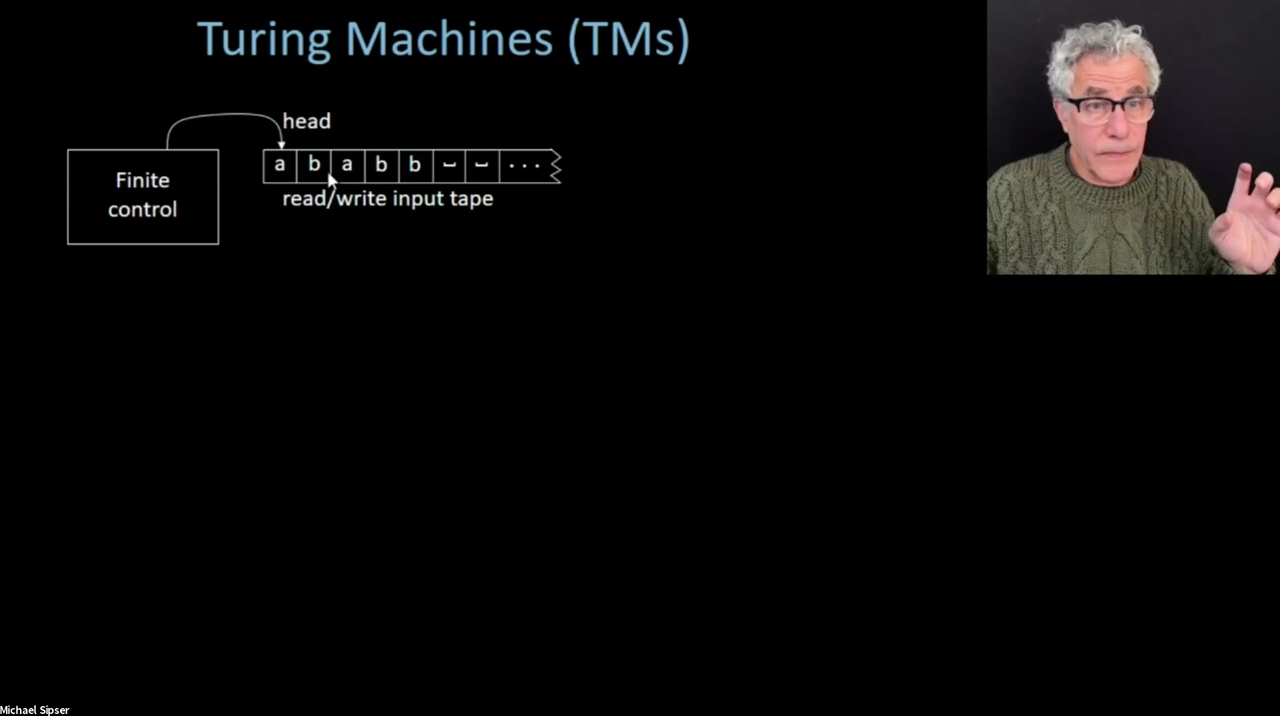 Turing Machines (TMs)
head
a b a b b ⎵ ⎵ ...
Finite
control
read/write input tape
Michael Sipser